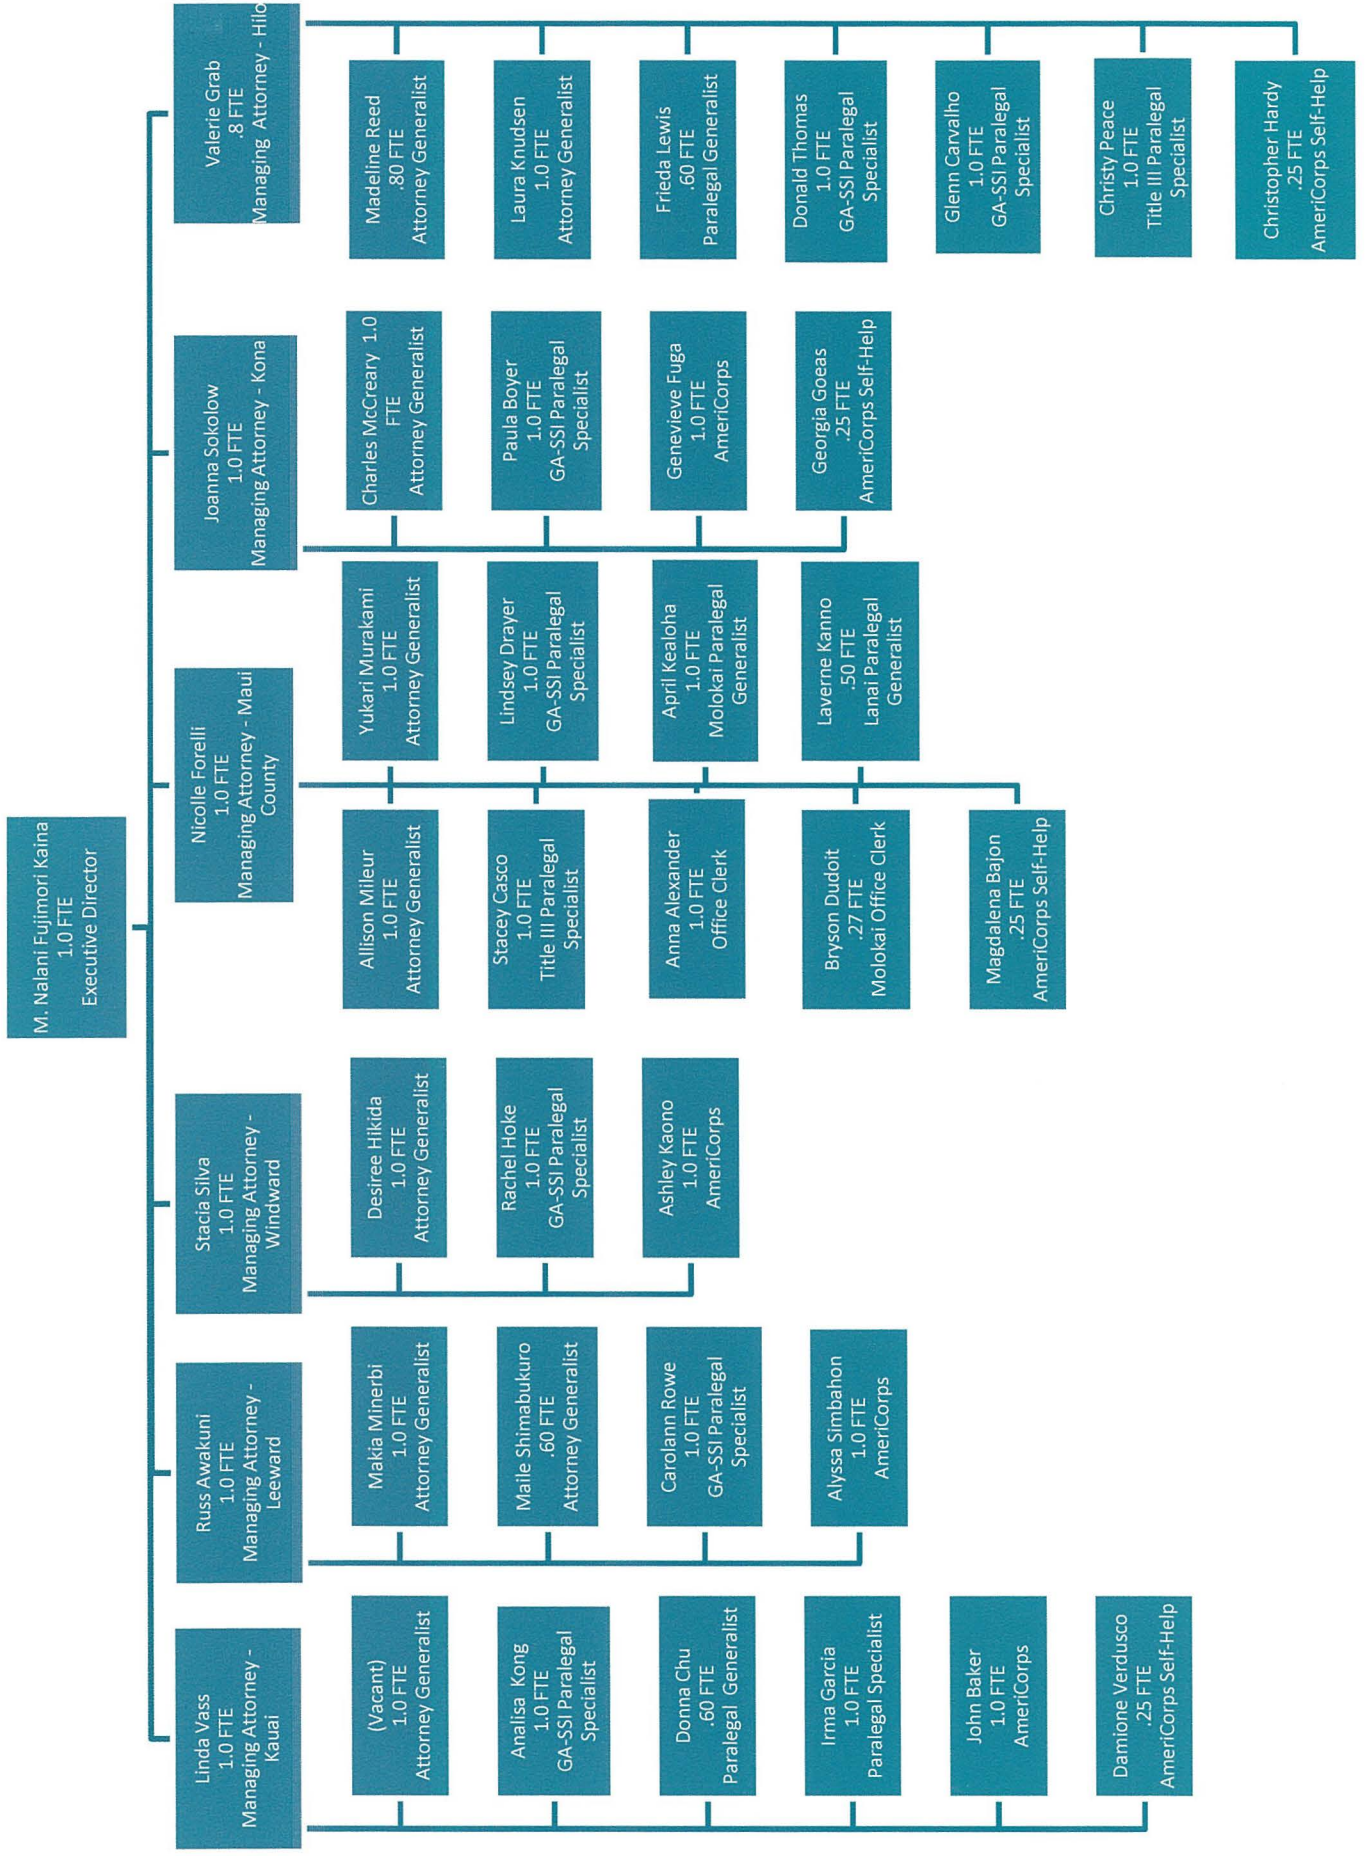 M. Nalani Fujimori Kaina
1.0 FTE
Executive Director
Linda Vass
1.0 FTE
Managing Attorney -
Kauai
(Vacant)
1.0 FTE
Attorney Generalist
Analisa Kong
1.0 FTE
GA-SSI Paralegal
Specialist
Donna Chu
.60 FTE
Paralegal Generalist
Irma Garcia
1.0 FTE
Paralegal Specialist
John Baker
1.0 FTE
AmeriCorps
Damione Verdusco
.25 FTE
AmeriCorps Self-Help
Russ Awakuni
1.0 FTE
Managing Attorney -
Leeward
Makia Minerbi
1.0 FTE
Attorney Generalist
Maile Shimabukuro
.60 FTE
Attorney Generalist
Carolann Rowe
1.0 FTE
GA-SSI Paralegal
Specialist
Alyssa Simbahon
1.0 FTE
AmeriCorps
Stacia Silva
1.0 FTE
Managing Attorney -
Windward
Desiree Hikida
1.0 FTE
Attorney Generalist
Rachel Hoke
1.0 FTE
GA-SSI Paralegal
Specialist
Ashley Kaono
1.0 FTE
AmeriCorps
Nicolle Forelli
1.0 FTE
Managing Attorney - Maui
County
Allison Mileur
1.0 FTE
Attorney Generalist
Yukari Murakami
1.0 FTE
Attorney Generalist
Stacey Casco
1.0 FTE
Title III Paralegal
Specialist
Lindsey Drayer
1.0 FTE
GA-SSI Paralegal
Specialist
Anna Alexander
1.0 FTE
Office Clerk
April Kealoha
1.0 FTE
Molokai Paralegal
Generalist
Bryson Dudoit
.27 FTE
Molokai Office Clerk
Laverne Kanno
.50 FTE
Lanai Paralegal
Generalist
Magdalena Bajon
.25 FTE
AmeriCorps Self-Help
Joanna Sokolow
1.0 FTE
Managing Attorney - Kona
Charles McCreary 1.0
FTE
Attorney Generalist
Paula Boyer
1.0 FTE
GA-SSI Paralegal
Specialist
Genevieve Fuga
1.0 FTE
AmeriCorps
Georgia Goeas
.25 FTE
AmeriCorps Self-Help
Valerie Grab
.8 FTE
Managing Attorney - Hilo
Madeline Reed
.80 FTE
Attorney Generalist
Laura Knudsen
1.0 FTE
Attorney Generalist
Frieda Lewis
.60 FTE
Paralegal Generalist
Donald Thomas
1.0 FTE
GA-SSI Paralegal
Specialist
Glenn Carvalho
1.0 FTE
GA-SSI Paralegal
Specialist
Christy Peace
1.0 FTE
Title III Paralegal
Specialist
Christopher Hardy
.25 FTE
AmeriCorps Self-Help